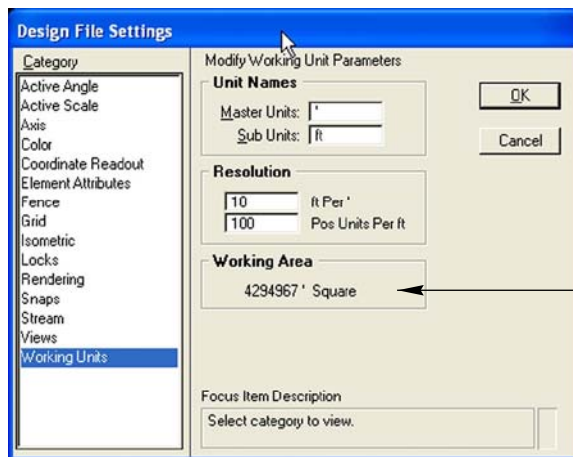 Design File Settings
Category
Active Angle
Active Scale
Axis
Color
Coordinate Readout
Element Attributes
Fence
Grid
Isometric
Locks
Rendering
Snaps
Stream
Views
Working Units
Modify Working Unit Parameters
Unit Names
Master Units: '
Sub Units: ft
Resolution
10 ft Per '
100 Pos Units Per ft
Working Area
4294967 ' Square
Focus Item Description
Select category to view.
OK
Cancel